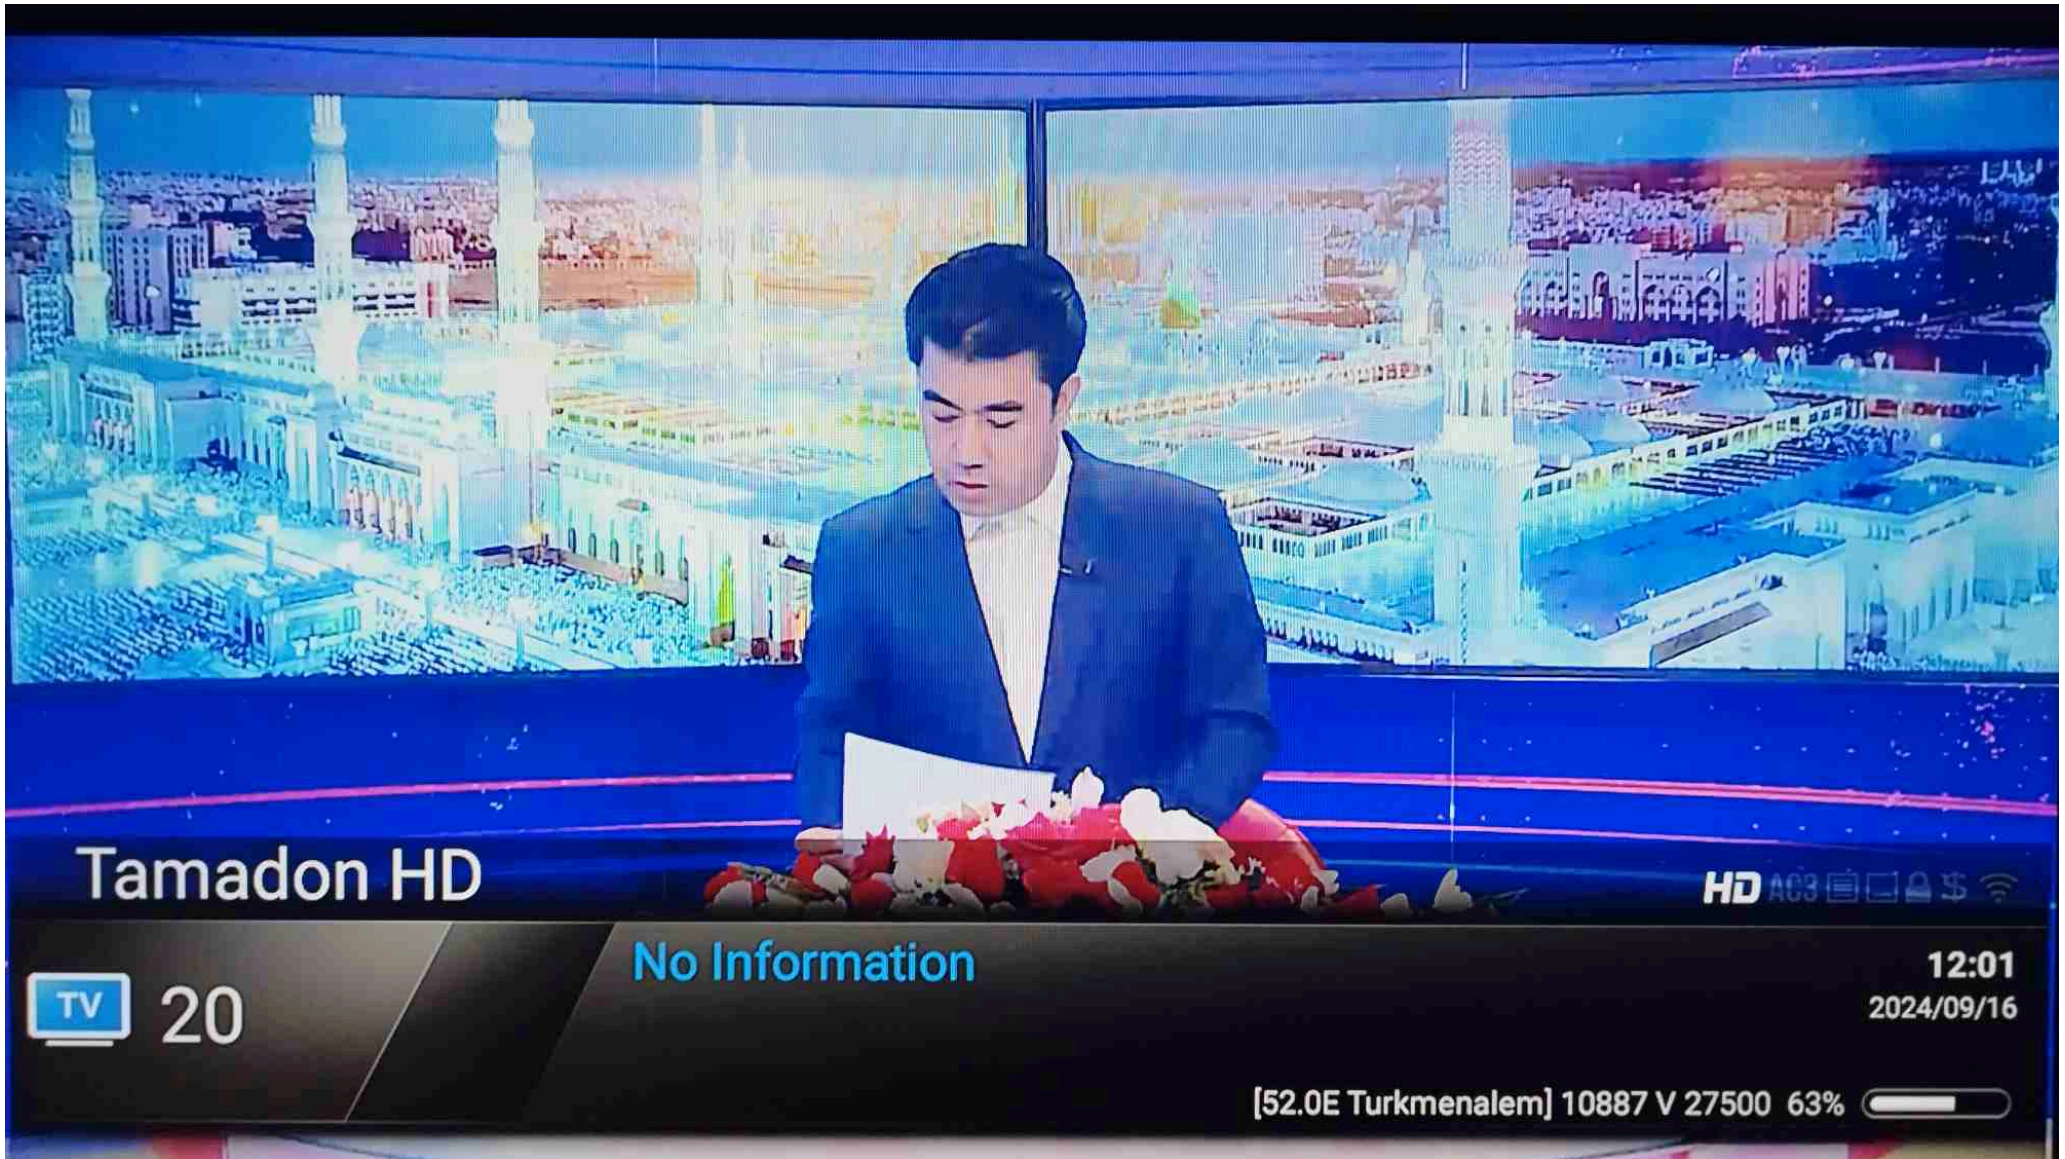 Tamadon HD
HD AC3 $
No Information
12:01
TV 20
2024/09/16
[52.0E Turkmenalem] 10887 V 27500 63%